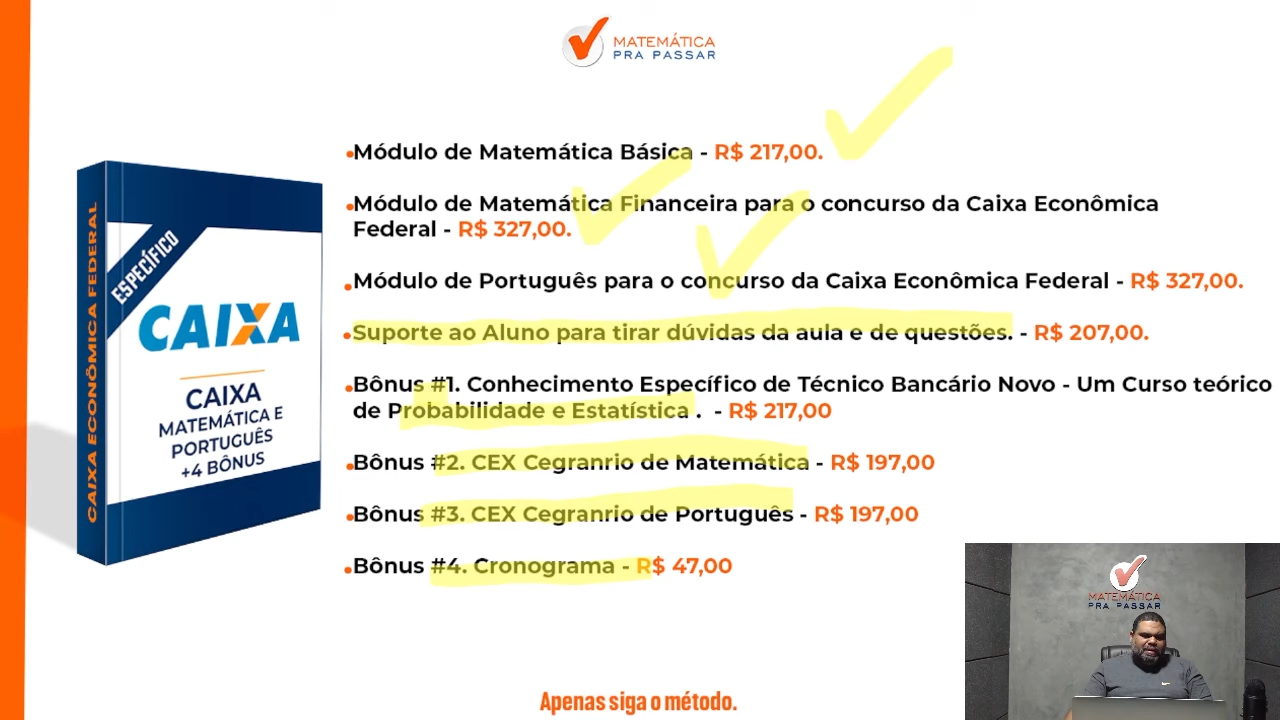 MATEMÁTICA
PRA PASSAR
•Módulo de Matemática Básica - R$ 217,00.
•Módulo de Matemática Financeira para o concurso da Caixa Econômica
Federal - R$ 327,00.
•Módulo de Português para o concurso da Caixa Econômica Federal - R$ 327,00.
•Suporte ao Aluno para tirar dúvidas da aula e de questões. - R$ 207,00.
•Bônus #1. Conhecimento Específico de Técnico Bancário Novo - Um Curso teórico
de Probabilidade e Estatística . - R$ 217,00
•Bônus #2. CEX Cegranrio de Matemática - R$ 197,00
•Bônus #3. CEX Cegranrio de Português - R$ 197,00
•Bônus #4. Cronograma - R$ 47,00
CAIXA ECONÔMICA FEDERAL
ESPECÍFICO
CAIXA
CAIXA
MATEMÁTICA E
PORTUGUÊS
+4 BÔNUS
MATEMÁTICA
PRA PASSAR
Apenas siga o método.